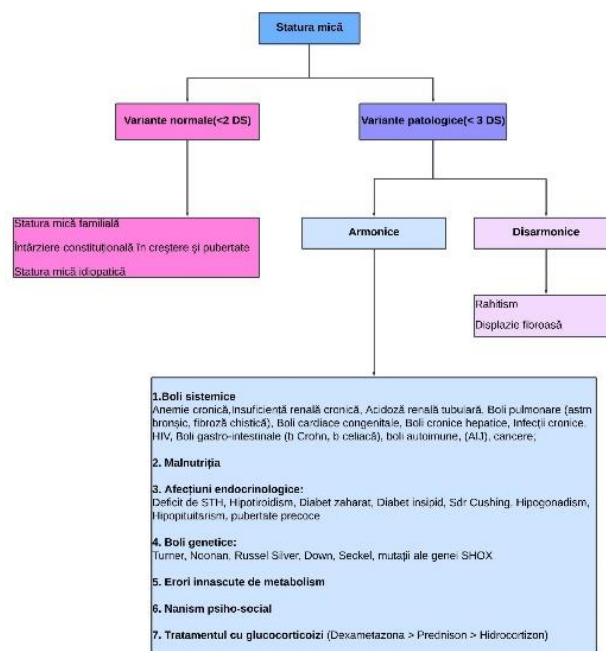 Statura mică
Variante normale(<2 DS)
Variante patologice(< 3 DS)
Statura mică familială
Întârziere constituțională în creștere și pubertate
Statura mică idiopatică
Armonice
Disarmonice
Rahitism
Displazie fibroasă
1.Boli sistemice
Anemie cronică,Insuficientă renală cronică, Acidoză renală tubulară. Boli pulmonare (astm
bronșic, fibroză chistică), Boli cardiace congenitale, Boli cronice hepatice, Infecții cronice.
HIV, Boli gastro-intestinale (b Crohn, b celiacă), boli autoimune, (AIJ), cancere;
2. Malnutriția
3. Afecțiuni endocrinologice:
Deficit de STH, Hipotiroidism, Diabet zaharat, Diabet insipid, Sdr Cushing, Hipogonadism,
Hipopituitarism, pubertate precoce
4. Boli genetice:
Turner, Noonan, Russel Silver, Down, Seckel, mutații ale genei SHOX
5. Erori innascute de metabolism
6. Nanism psiho-social
7. Tratamentul cu glucocorticoizi (Dexametazona > Prednison > Hidrocortizon)